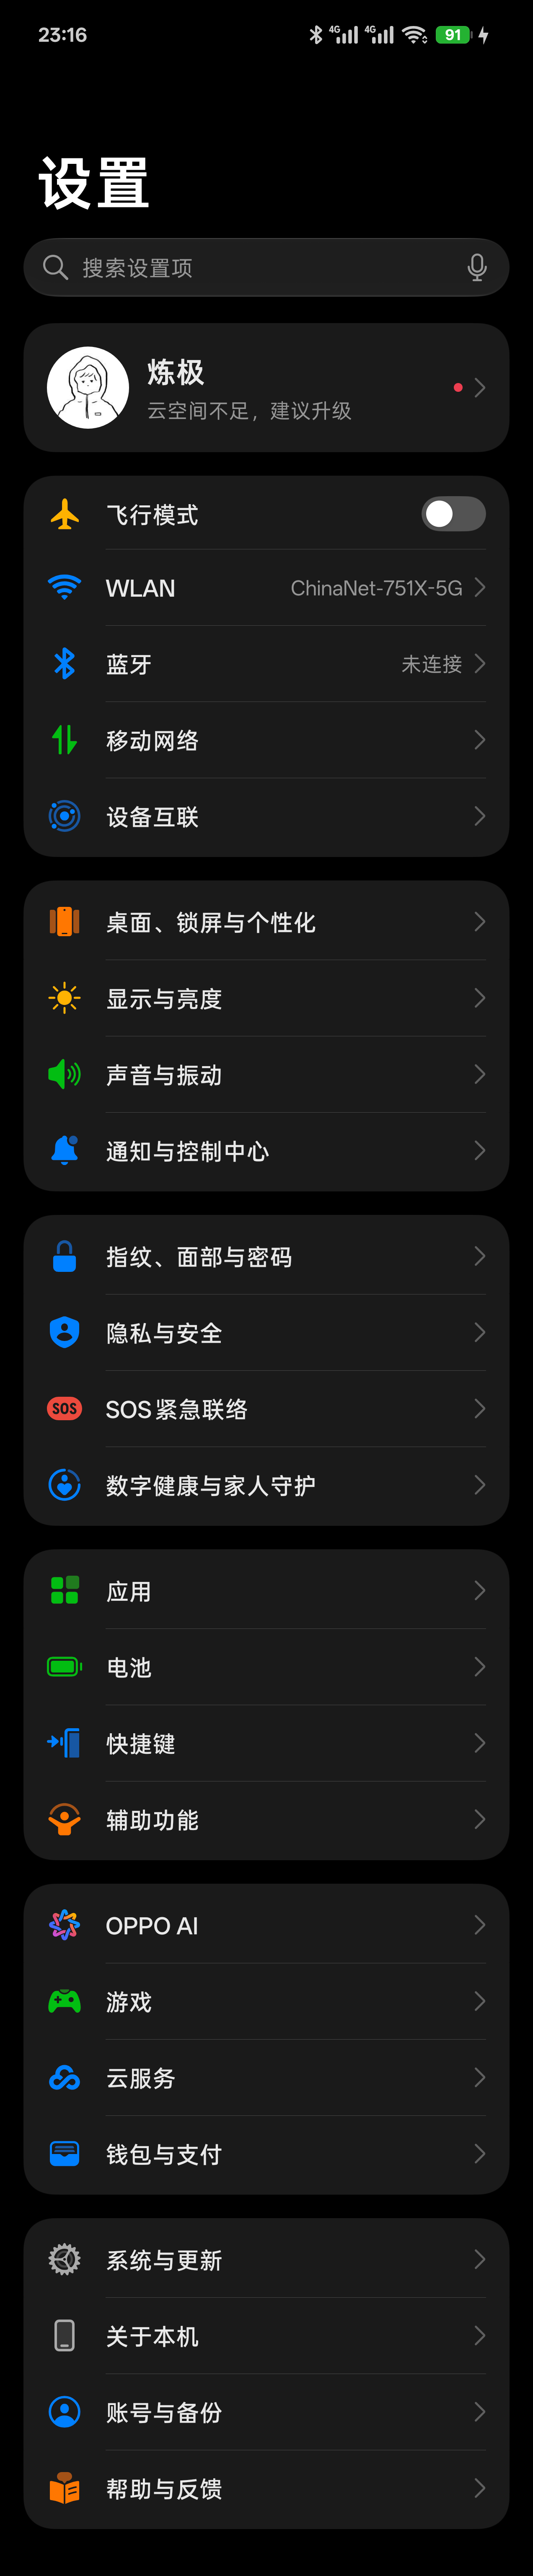 23:16
4G 4G 91
设置
搜索设置项
炼极
云空间不足，建议升级
飞行模式
WLAN ChinaNet-751X-5G
蓝牙 未连接
移动网络
设备互联
桌面、锁屏与个性化
显示与亮度
声音与振动
通知与控制中心
指纹、面部与密码
隐私与安全
SOS SOS 紧急联络
数字健康与家人守护
应用
电池
快捷键
辅助功能
OPPO AI
游戏
云服务
钱包与支付
系统与更新
关于本机
账号与备份
帮助与反馈